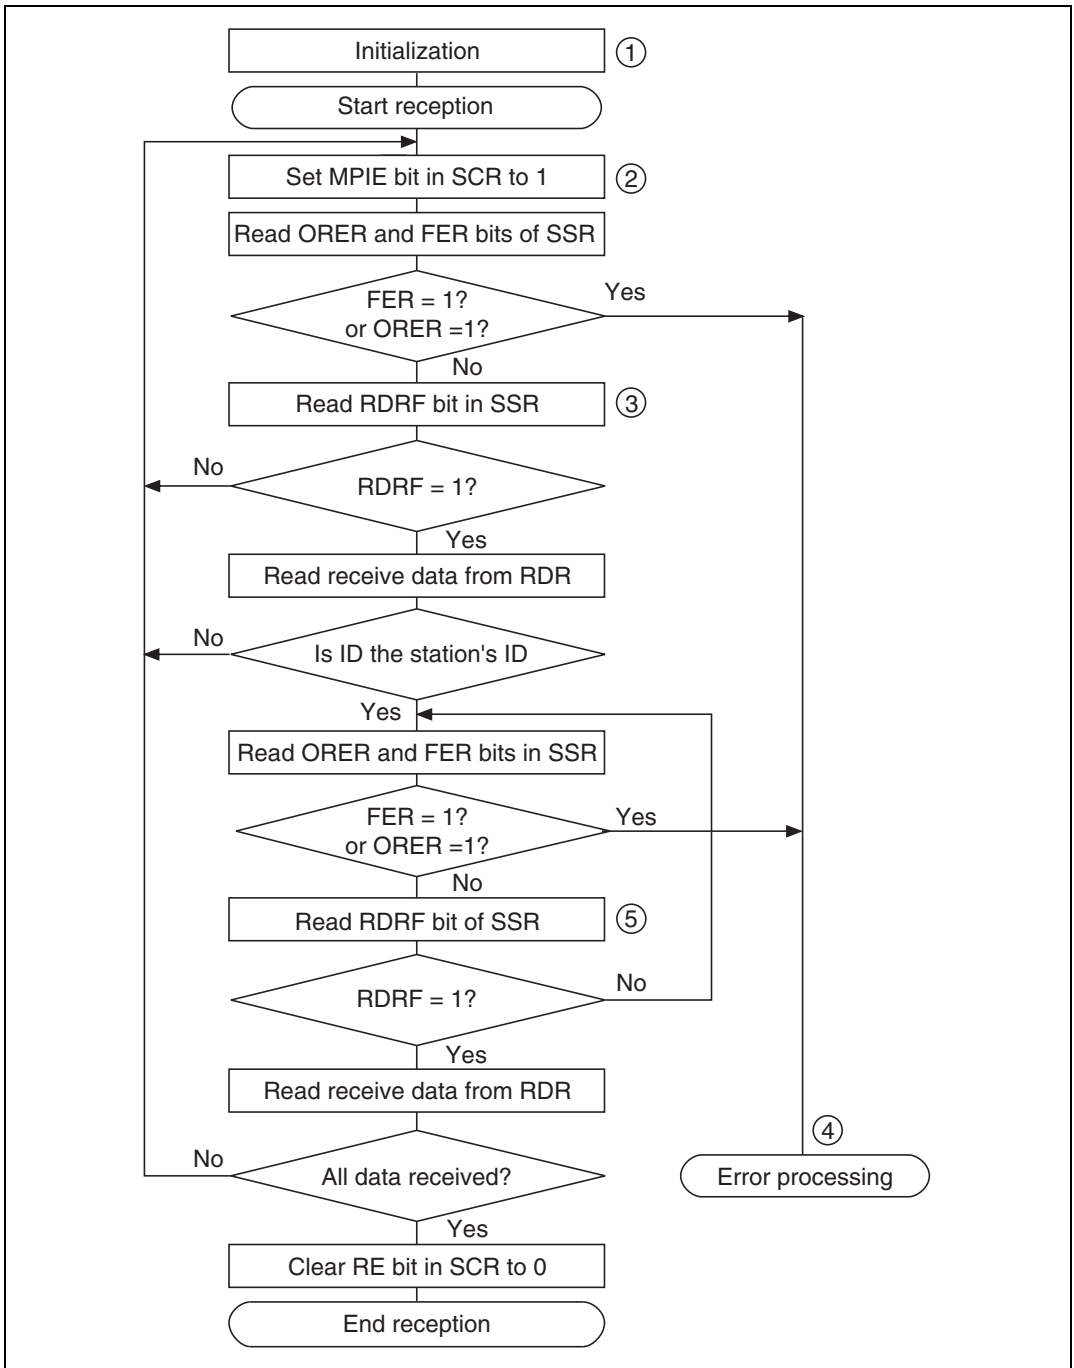 Initialization ①
Start reception
Set MPIE bit in SCR to 1 ②
Read ORER and FER bits of SSR
FER = 1?
or ORER =1?
Yes
No
Read RDRF bit in SSR ③
No
RDRF = 1?
Yes
Read receive data from RDR
No
Is ID the station's ID
Yes
Read ORER and FER bits in SSR
FER = 1?
or ORER =1?
Yes
No
Read RDRF bit of SSR ⑤
RDRF = 1?
No
Yes
Read receive data from RDR
④
No
All data received?
Error processing
Yes
Clear RE bit in SCR to 0
End reception